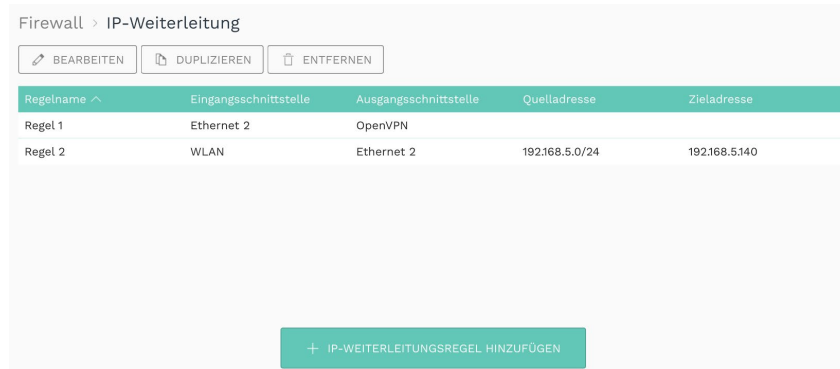 Firewall > IP-Weiterleitung
BEARBEITEN DUPLIZIEREN ENTFERNEN
Regelname Eingangsschnittstelle Ausgangsschnittstelle Quelladresse Zieladresse
Regel 1 Ethernet 2 OpenVPN
Regel 2 WLAN Ethernet 2 192.168.5.0/24 192.168.5.140
+ IP-WEITERLEITUNGSREGEL HINZUFÜGEN